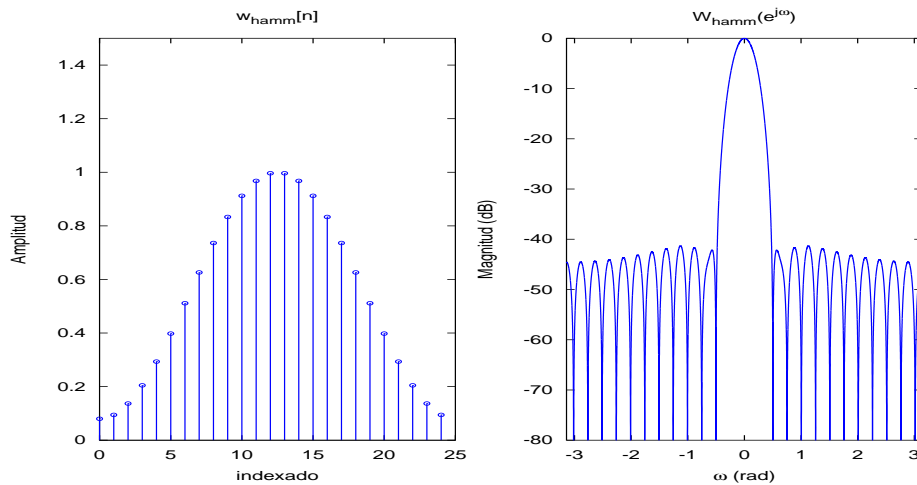 w_hamm[n]
1.4
1.2
1
0.8
0.6
0.4
0.2
0
Amplitud
0 5 10 15 20 25
indexado
W_hamm(e^jω)
0
-10
-20
-30
-40
-50
-60
-70
-80
Magnitud (dB)
-3 -2 -1 0 1 2 3
ω (rad)